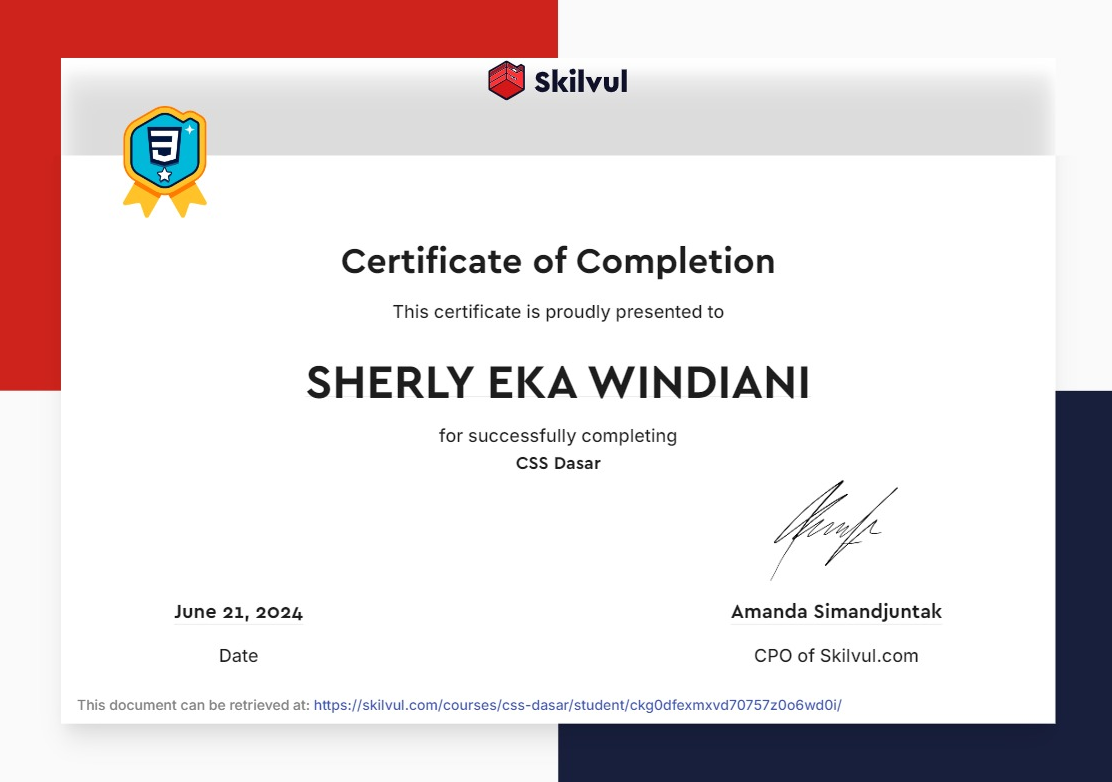 Skilvul
Certificate of Completion
This certificate is proudly presented to
SHERLY EKA WINDIANI
for successfully completing
CSS Dasar
June 21, 2024
Amanda Simandjuntak
Date
CPO of Skilvul.com
This document can be retrieved at: https://skilvul.com/courses/css-dasar/student/ckg0dfexmxvd70757z0o6wd0i/